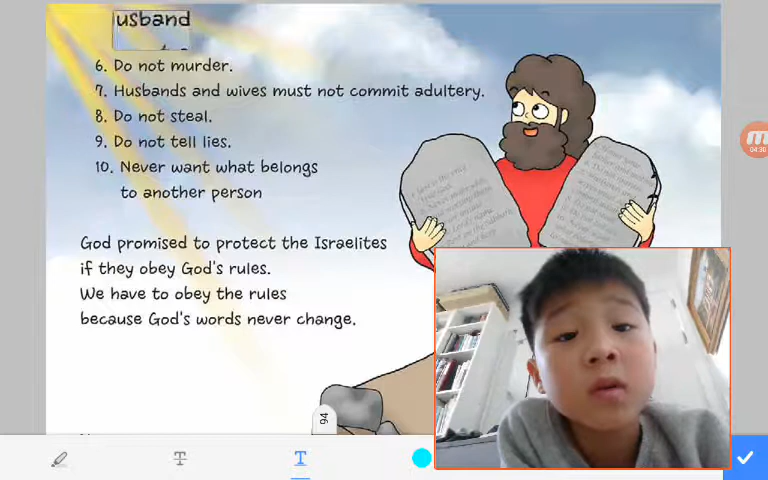 usband
6. Do not murder.
7. Husbands and wives must not commit adultery.
8. Do not steal.
9. Do not tell lies.
10. Never want what belongs
to another person
God promised to protect the Israelites
if they obey God's rules.
We have to obey the rules
because God's words never change.
94
T
T
04:30